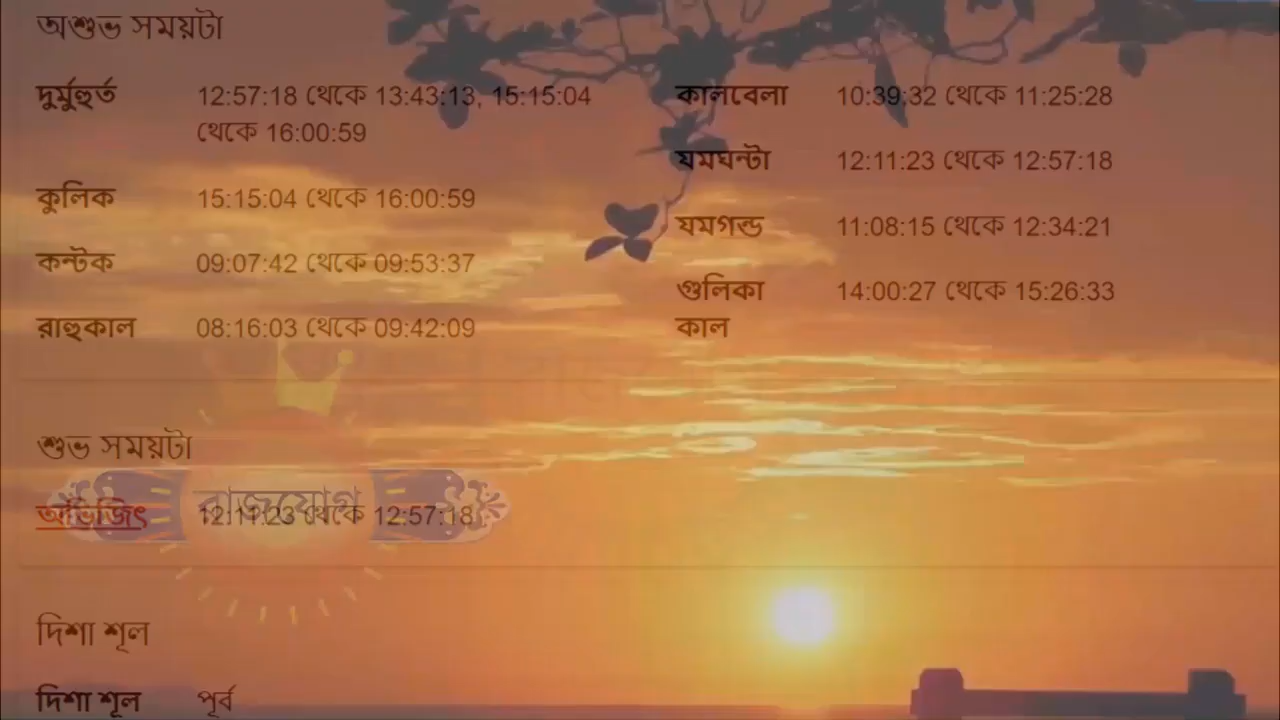 অশুভ সময়টা
দুর্মুহুর্ত 12:57:18 থেকে 13:43:13, 15:15:04
থেকে 16:00:59
কুলিক 15:15:04 থেকে 16:00:59
কন্টক 09:07:42 থেকে 09:53:37
রাহুকাল 08:16:03 থেকে 09:42:09
কালবেলা 10:39:32 থেকে 11:25:28
যমঘন্টা 12:11:23 থেকে 12:57:18
যমগন্ড 11:08:15 থেকে 12:34:21
গুলিকা 14:00:27 থেকে 15:26:33
কাল
শুভ সময়টা
রাজযোগ
অভিজিৎ 12:11:23 থেকে 12:57:18
দিশা শূল
দিশা শূল পূর্ব